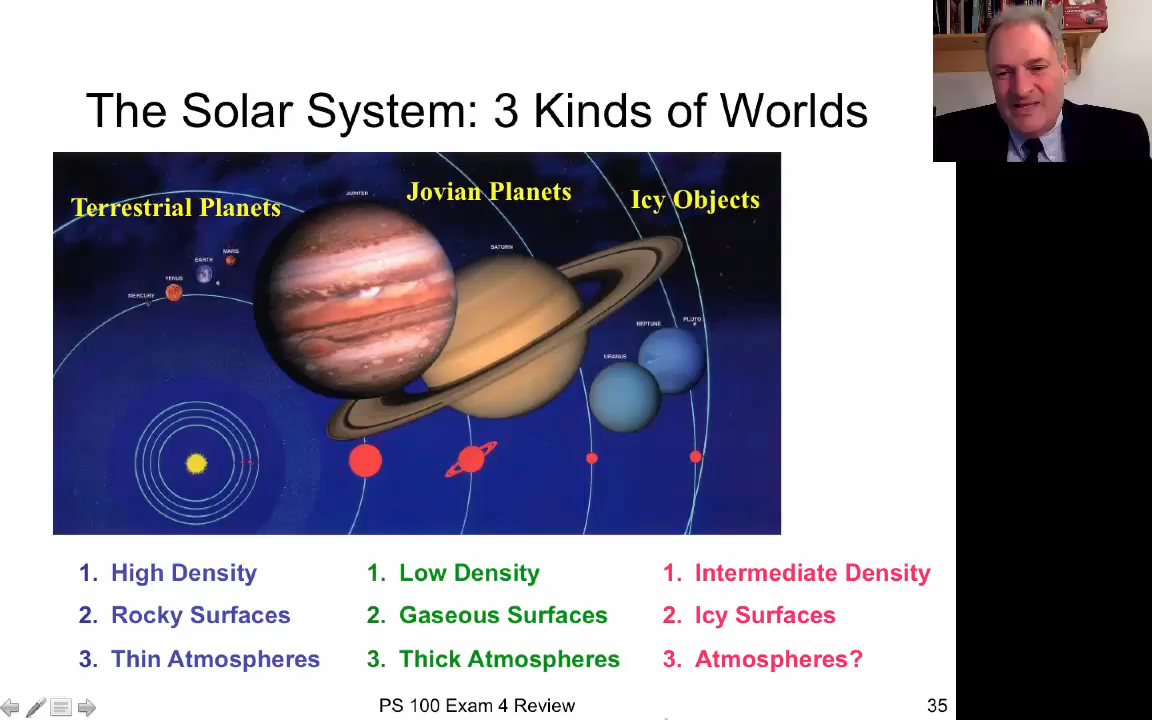 The Solar System: 3 Kinds of Worlds
Terrestrial Planets
Jovian Planets
Icy Objects
MERCURY
VENUS
EARTH
MARS
JUPITER
SATURN
URANUS
NEPTUNE
PLUTO
1. High Density
2. Rocky Surfaces
3. Thin Atmospheres
1. Low Density
2. Gaseous Surfaces
3. Thick Atmospheres
1. Intermediate Density
2. Icy Surfaces
3. Atmospheres?
PS 100 Exam 4 Review
35